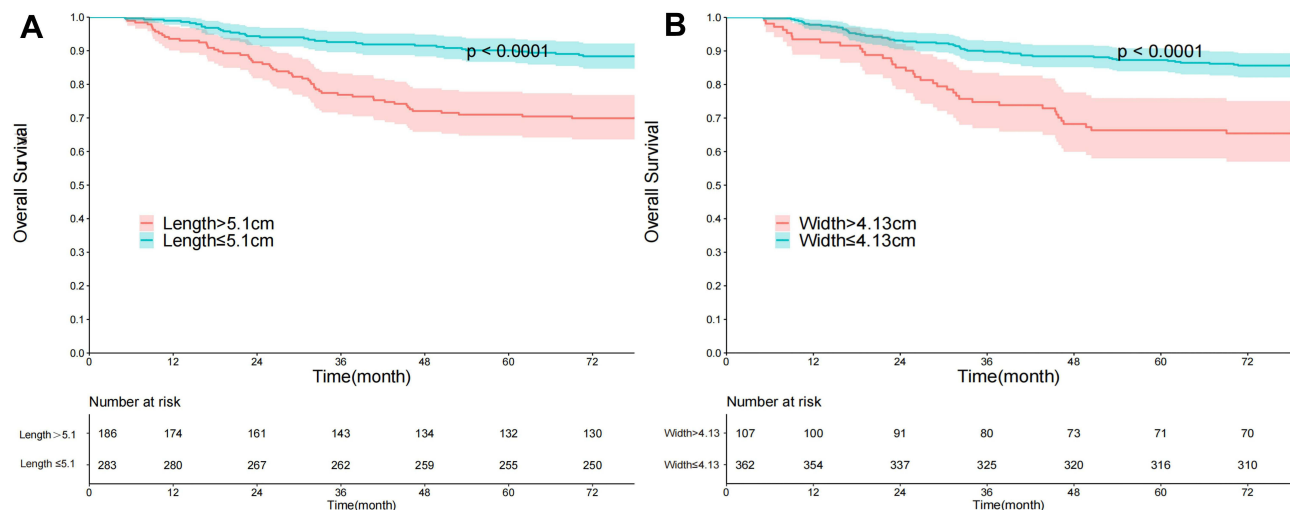 A
Overall Survival
1.0
0.9
0.8
0.7
0.6
0.5
0.4
0.3
0.2
0.1
0.0
p < 0.0001
Length>5.1cm
Length≤5.1cm
0 12 24 36 48 60 72
Time(month)
Number at risk
Length>5.1 186 174 161 143 134 132 130
Length ≤5.1 283 280 267 262 259 255 250
0 12 24 36 48 60 72
Time(month)
B
Overall Survival
1.0
0.9
0.8
0.7
0.6
0.5
0.4
0.3
0.2
0.1
0.0
p < 0.0001
Width>4.13cm
Width≤4.13cm
0 12 24 36 48 60 72
Time(month)
Number at risk
Width>4.13 107 100 91 80 73 71 70
Width≤4.13 362 354 337 325 320 316 310
0 12 24 36 48 60 72
Time(month)